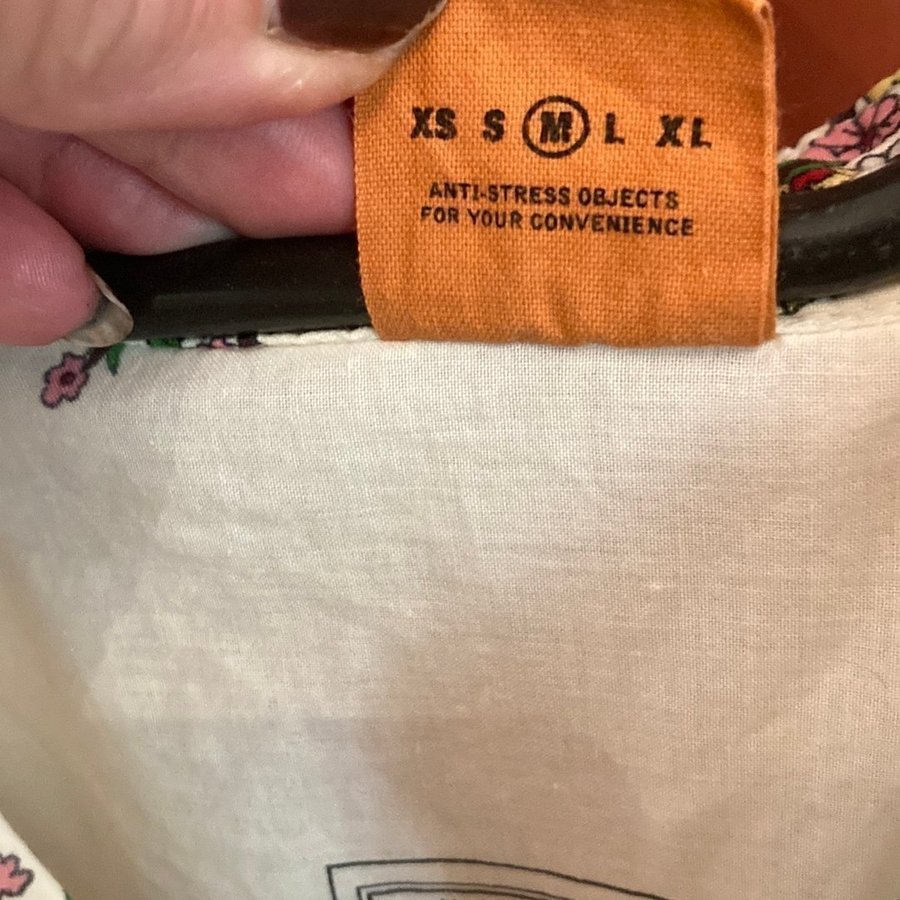 XS S M L XL
ANTI-STRESS OBJECTS
FOR YOUR CONVENIENCE